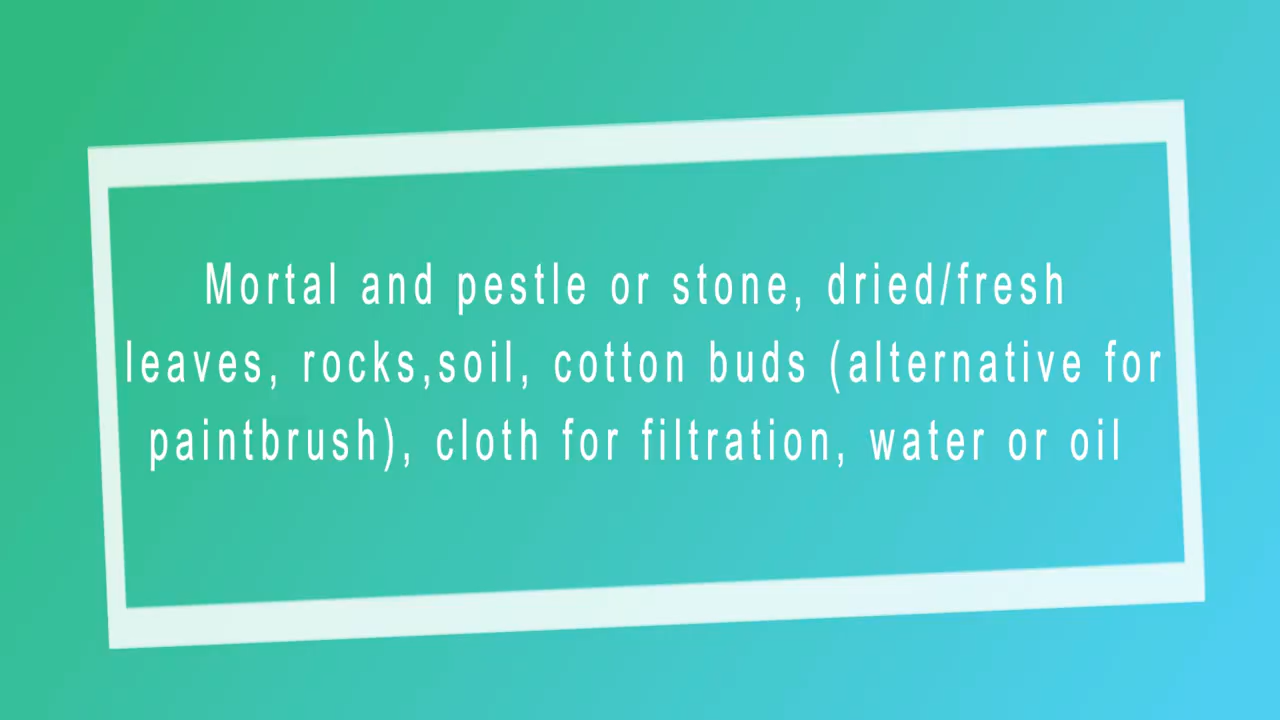 Mortal and pestle or stone, dried/fresh
leaves, rocks,soil, cotton buds (alternative for
paintbrush), cloth for filtration, water or oil